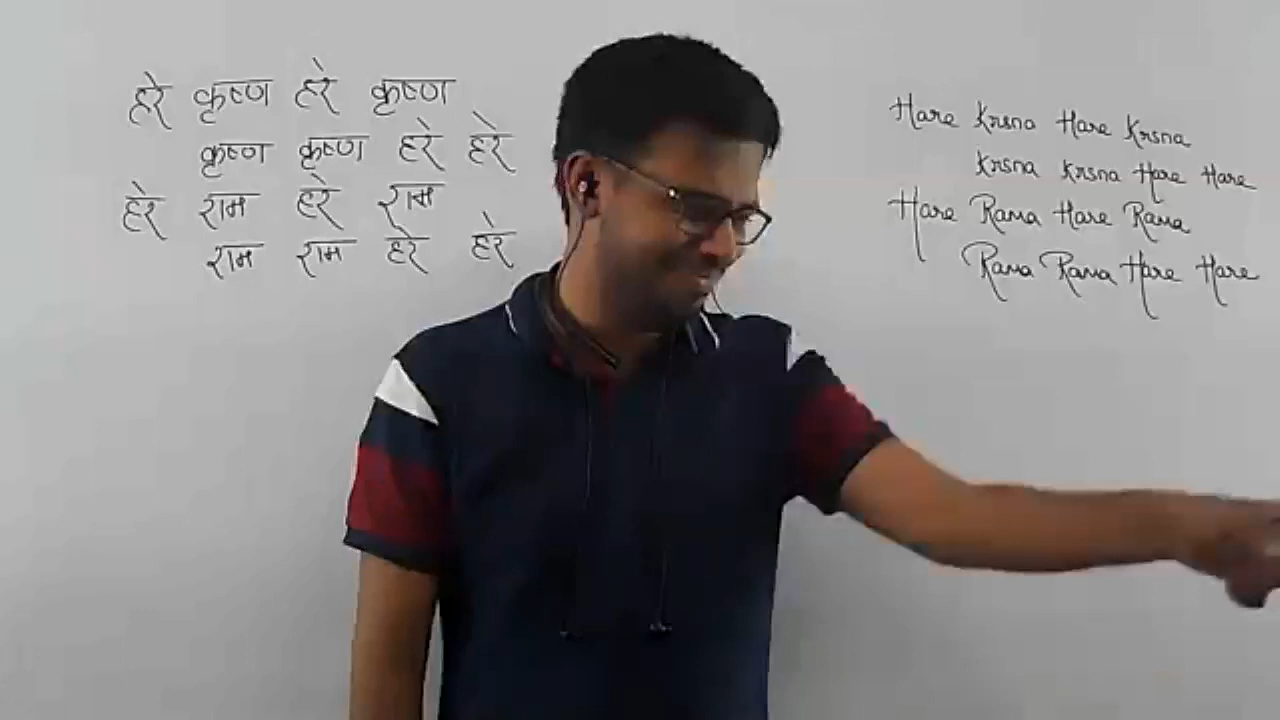 हरे कृष्ण हरे कृष्ण
कृष्ण कृष्ण हरे हरे
हरे राम हरे राम
राम राम हरे हरे
Hare Krsna Hare Krsna
Krsna Krsna Hare Hare
Hare Rama Hare Rama
Rama Rama Hare Hare